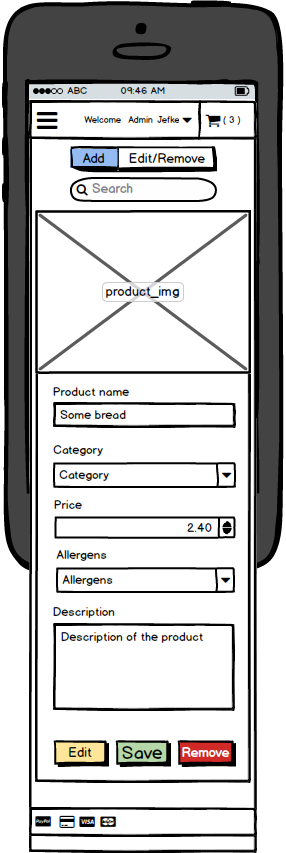 ABC 09:46 AM
Welcome Admin Jefke ( 3 )
Add Edit/Remove
Search
product_img
Product name
Some bread
Category
Category
Price
2.40
Allergens
Allergens
Description
Description of the product
Edit Save Remove
PayPal VISA